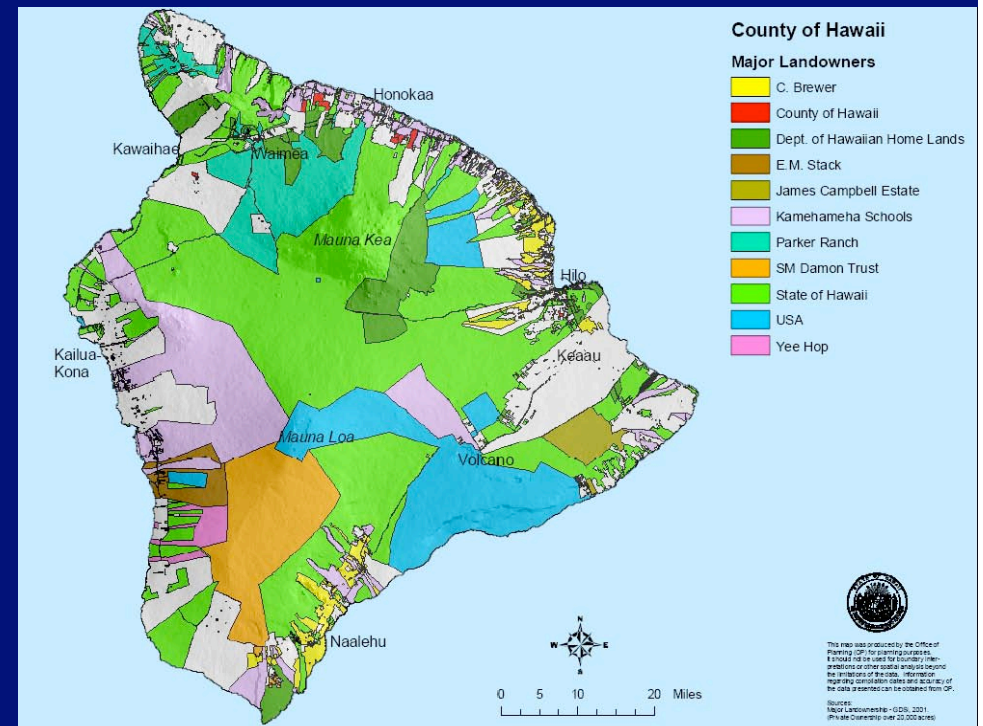 County of Hawaii
Major Landowners
C. Brewer
County of Hawaii
Dept. of Hawaiian Home Lands
E.M. Stack
James Campbell Estate
Kamehameha Schools
Parker Ranch
SM Damon Trust
State of Hawaii
USA
Yee Hop
Honokaa
Kawaihae
Waimea
Mauna Kea
Hilo
Kailua-
Kona
Keaau
Mauna Loa
Volcano
Naalehu
N
W E
S
0 5 10 20 Miles
This map was produced by the Office of
Planning (OP) for planning purposes.
It should not be used for boundary inter-
pretations or other spatial analysis beyond
the limitations of the data. Information
regarding compilation dates and accuracy of
the data presented can be obtained from OP.
Sources:
Major Landownership - GDSI, 2001.
(Private Ownership over 20,000 acres)